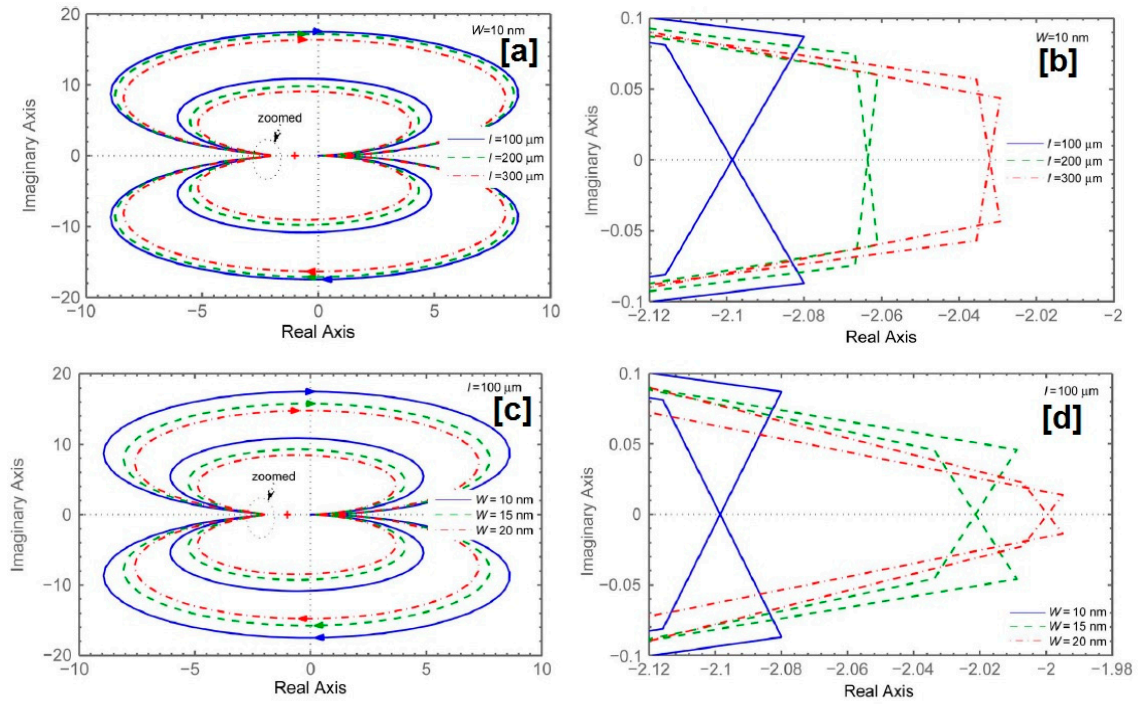 W=10 nm
[a]
20
10
0
−10
−20
Imaginary Axis
zoomed
l =100 μm
l =200 μm
l =300 μm
−10
−5
0
5
10
Real Axis
W=10 nm
[b]
0.1
0.05
0
−0.05
−0.1
Imaginary Axis
l =100 μm
l =200 μm
l =300 μm
−2.12
−2.1
−2.08
−2.06
−2.04
−2.02
−2
Real Axis
l =100 μm
[c]
20
10
0
−10
−20
Imaginary Axis
zoomed
W = 10 nm
W = 15 nm
W = 20 nm
−10
−5
0
5
10
Real Axis
l =100 μm
[d]
0.1
0.05
0
−0.05
−0.1
Imaginary Axis
W = 10 nm
W = 15 nm
W = 20 nm
−2.12
−2.1
−2.08
−2.06
−2.04
−2.02
−2
−1.98
Real Axis